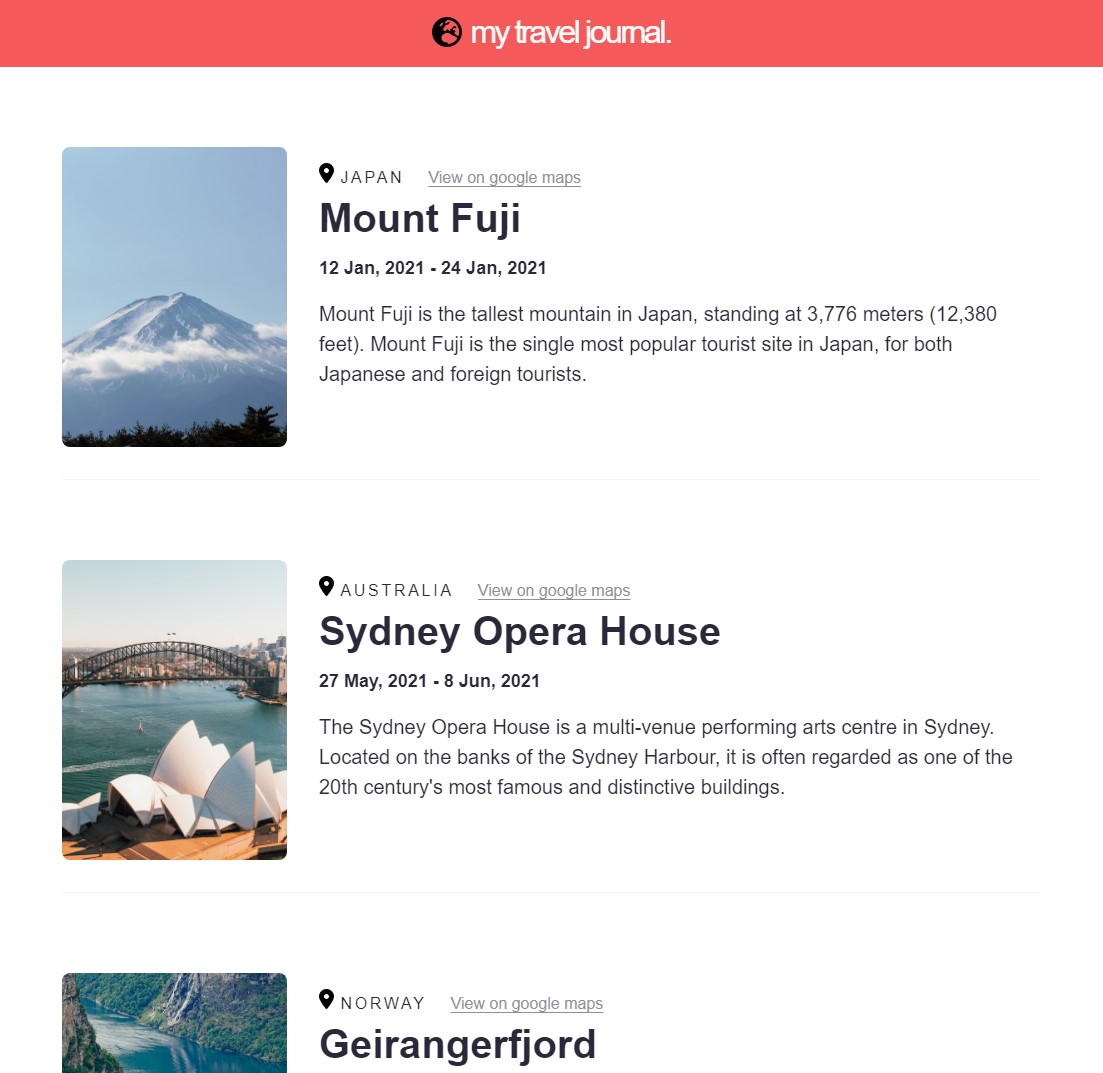 my travel journal.
JAPAN View on google maps
Mount Fuji
12 Jan, 2021 - 24 Jan, 2021
Mount Fuji is the tallest mountain in Japan, standing at 3,776 meters (12,380
feet). Mount Fuji is the single most popular tourist site in Japan, for both
Japanese and foreign tourists.
AUSTRALIA View on google maps
Sydney Opera House
27 May, 2021 - 8 Jun, 2021
The Sydney Opera House is a multi-venue performing arts centre in Sydney.
Located on the banks of the Sydney Harbour, it is often regarded as one of the
20th century's most famous and distinctive buildings.
NORWAY View on google maps
Geirangerfjord